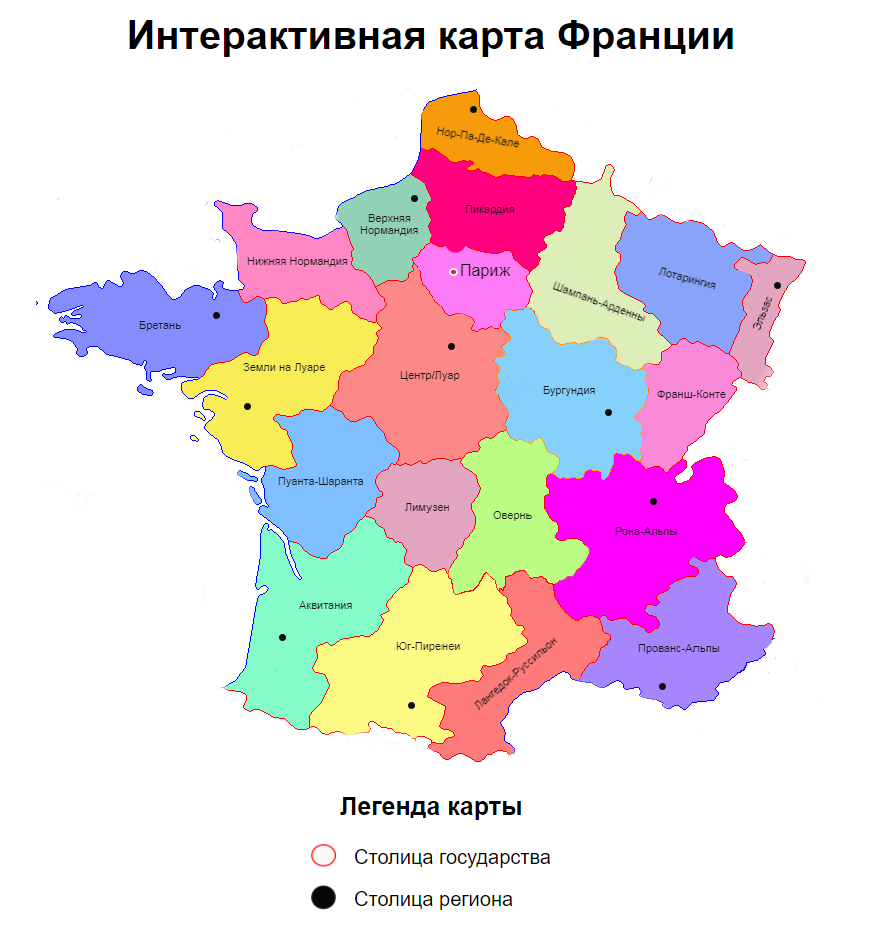 Интерактивная карта Франции
Нор-Па-Де-Кале
Пикардия
Верхняя
Нормандия
Нижняя Нормандия
Париж
Шампань-Арденны
Лотарингия
Эльзас
Бретань
Земли на Луаре
Центр/Луар
Бургундия
Франш-Конте
Пуанта-Шаранта
Лимузен
Овернь
Рона-Альпы
Аквитания
Юг-Пиренеи
Лангедок-Руссильон
Прованс-Альпы
Легенда карты
Столица государства
Столица региона